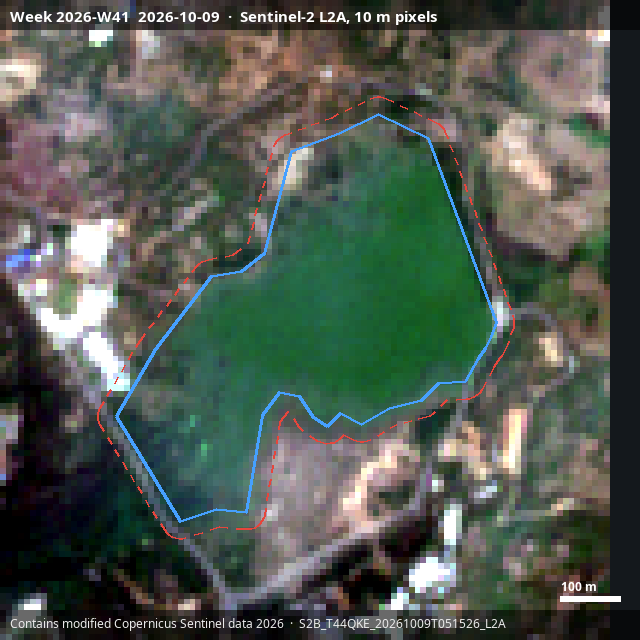 Week 2026-W41 2026-10-09 · Sentinel-2 L2A, 10 m pixels
100 m
Contains modified Copernicus Sentinel data 2026 · S2B_T44QKE_20261009T051526_L2A